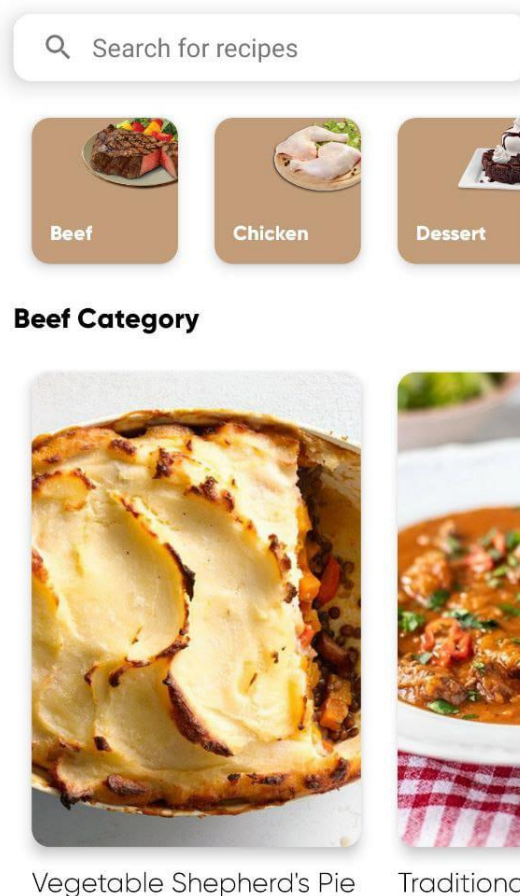 Search for recipes
Beef
Chicken
Dessert
Beef Category
Vegetable Shepherd's Pie